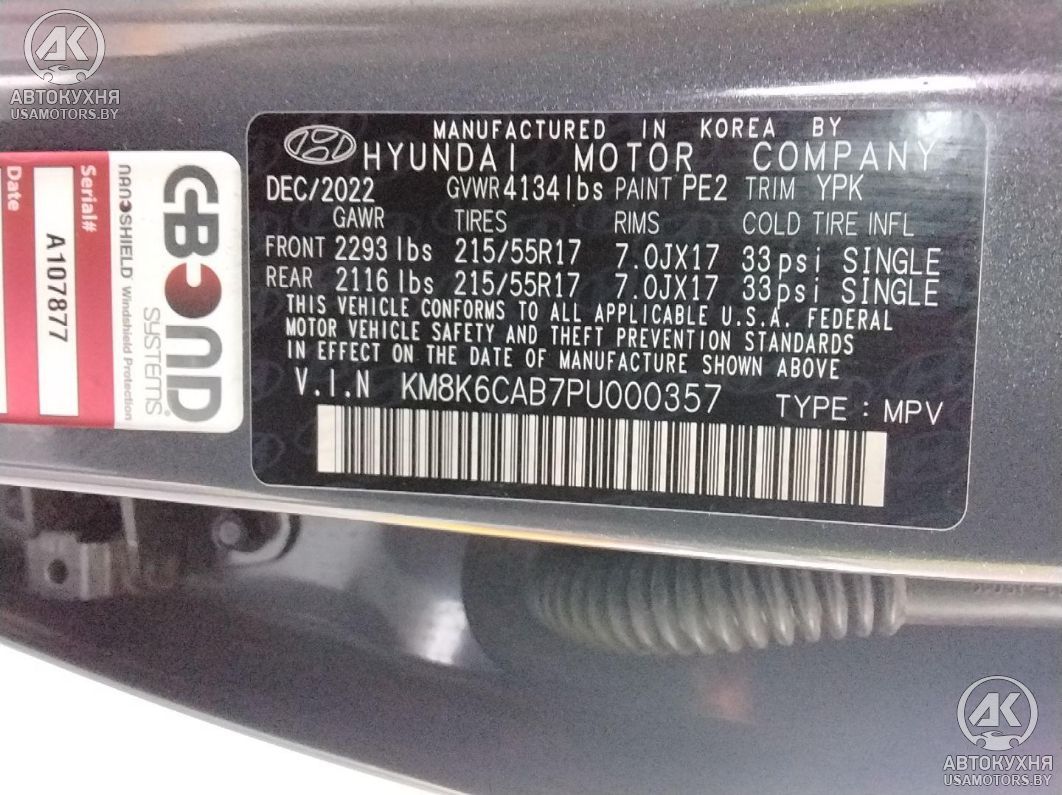 АВТОКУХНЯ
USAMOTORS.BY
MANUFACTURED IN KOREA BY
HYUNDAI MOTOR COMPANY
DEC/2022 GVWR 4134 lbs PAINT PE2 TRIM YPK
GAWR TIRES RIMS COLD TIRE INFL
FRONT 2293 lbs 215/55R17 7.0JX17 33psi SINGLE
REAR 2116 lbs 215/55R17 7.0JX17 33psi SINGLE
THIS VEHICLE CONFORMS TO ALL APPLICABLE U.S.A. FEDERAL
MOTOR VEHICLE SAFETY AND THEFT PREVENTION STANDARDS
IN EFFECT ON THE DATE OF MANUFACTURE SHOWN ABOVE
V.I.N KM8K6CAB7PU000357 TYPE : MPV
GBOND
SYSTEMS
NANOSHIELD Windshield Protection
Serial#
A107877
Date
AK
АВТОКУХНЯ
USAMOTORS.BY
AK